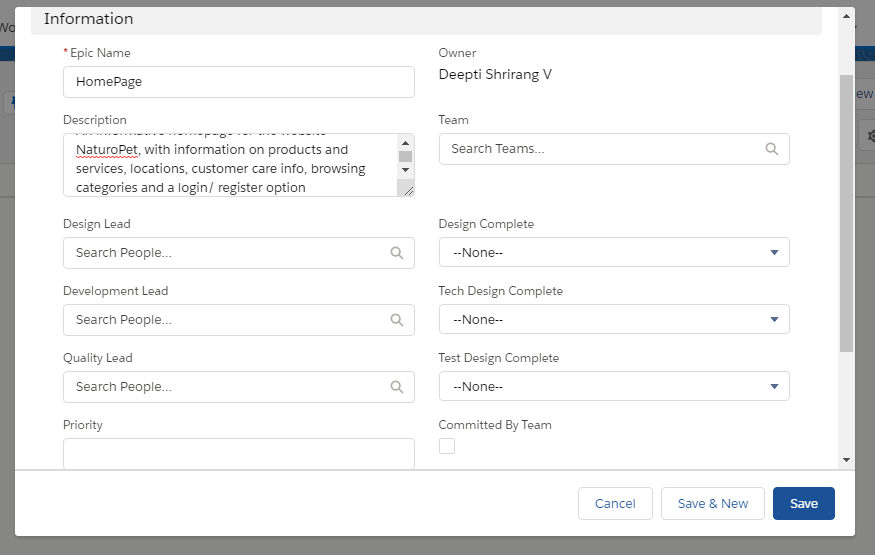 Wo
Information
* Epic Name
HomePage
Owner
Deepti Shrirang V
ew
Description
An informative homepage for the website
NaturoPet, with information on products and
services, locations, customer care info, browsing
categories and a login/ register option
Team
Search Teams...
Design Lead
Search People...
Design Complete
--None--
Development Lead
Search People...
Tech Design Complete
--None--
Quality Lead
Search People...
Test Design Complete
--None--
Priority
Committed By Team
Cancel
Save & New
Save